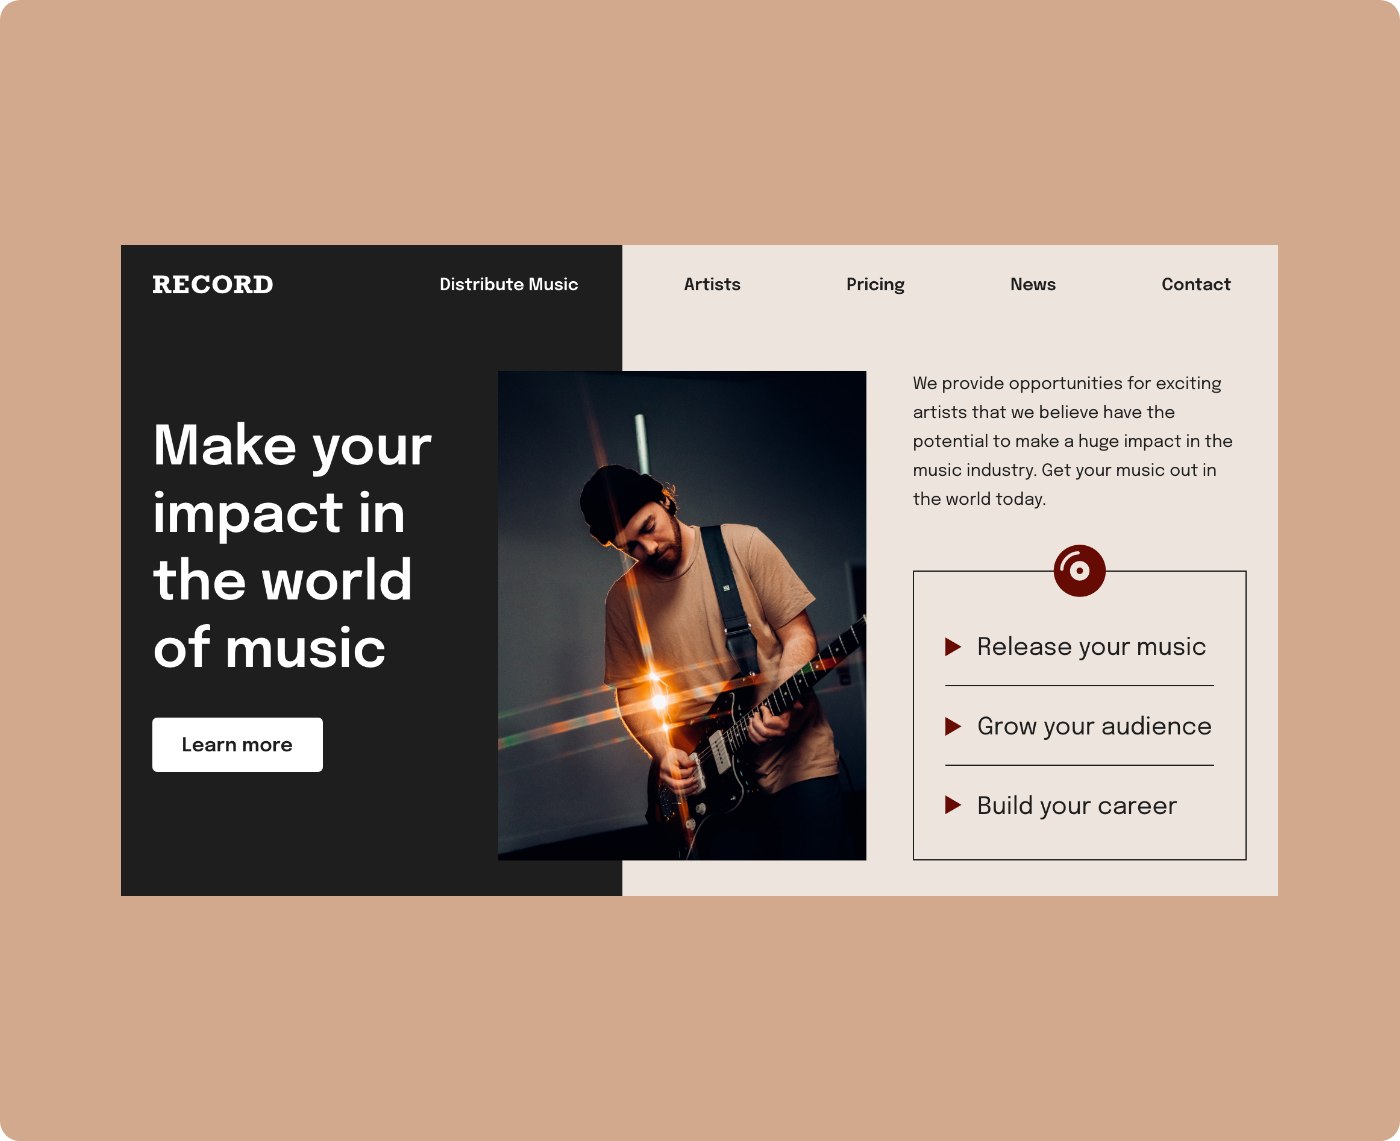 RECORD
Distribute Music
Artists
Pricing
News
Contact
Make your
impact in
the world
of music
Learn more
We provide opportunities for exciting
artists that we believe have the
potential to make a huge impact in the
music industry. Get your music out in
the world today.
Release your music
Grow your audience
Build your career